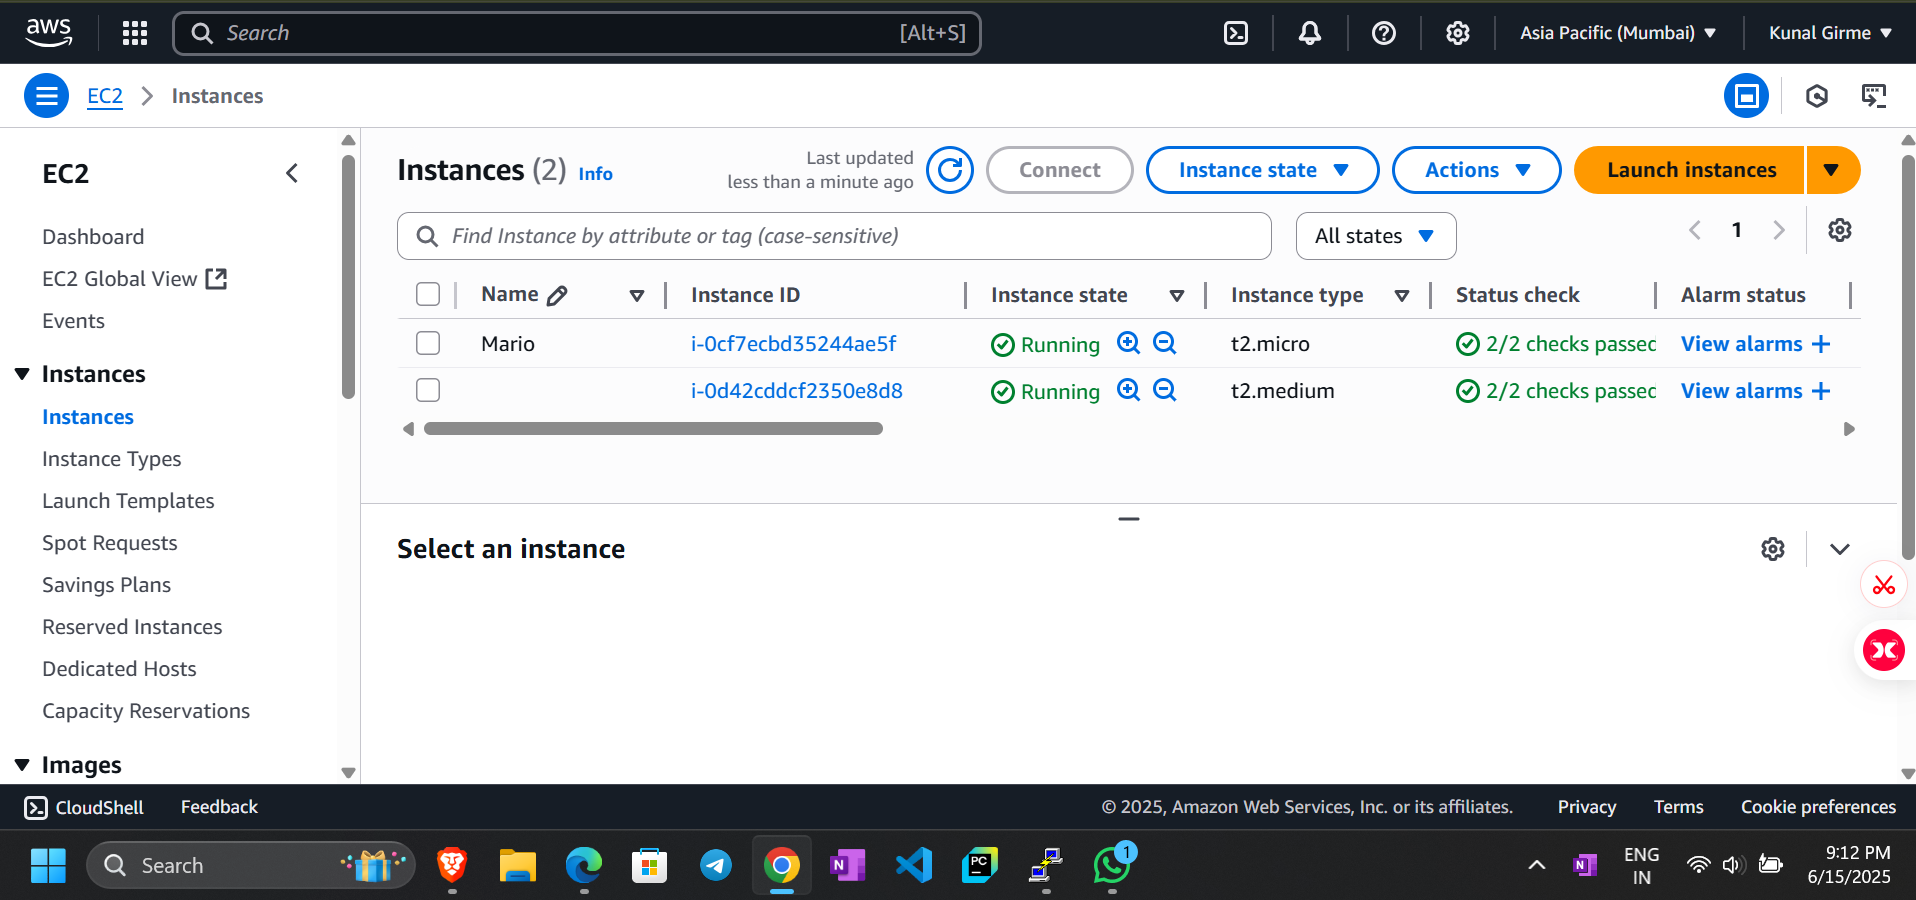 aws
Search
[Alt+S]
Asia Pacific (Mumbai)
Kunal Girme
EC2
Instances
EC2
Dashboard
EC2 Global View
Events
Instances
Instances
Instance Types
Launch Templates
Spot Requests
Savings Plans
Reserved Instances
Dedicated Hosts
Capacity Reservations
Images
Instances (2) Info
Last updated
less than a minute ago
Connect
Instance state
Actions
Launch instances
Find Instance by attribute or tag (case-sensitive)
All states
1
Name Instance ID Instance state Instance type Status check Alarm status
Mario i-0cf7ecbd35244ae5f Running t2.micro 2/2 checks passed View alarms +
i-0d42cddcf2350e8d8 Running t2.medium 2/2 checks passed View alarms +
Select an instance
CloudShell Feedback © 2025, Amazon Web Services, Inc. or its affiliates. Privacy Terms Cookie preferences
Search
N
PC
1
N
ENG
IN
9:12 PM
6/15/2025